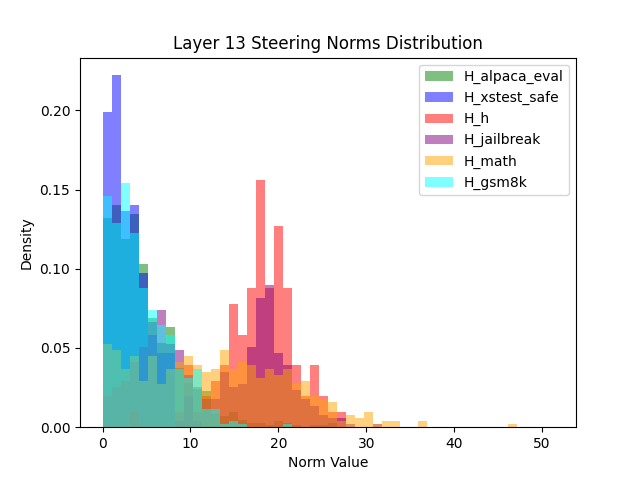 Layer 13 Steering Norms Distribution
H_alpaca_eval
H_xstest_safe
H_h
H_jailbreak
H_math
H_gsm8k
Density
0.20
0.15
0.10
0.05
0.00
0 10 20 30 40 50
Norm Value